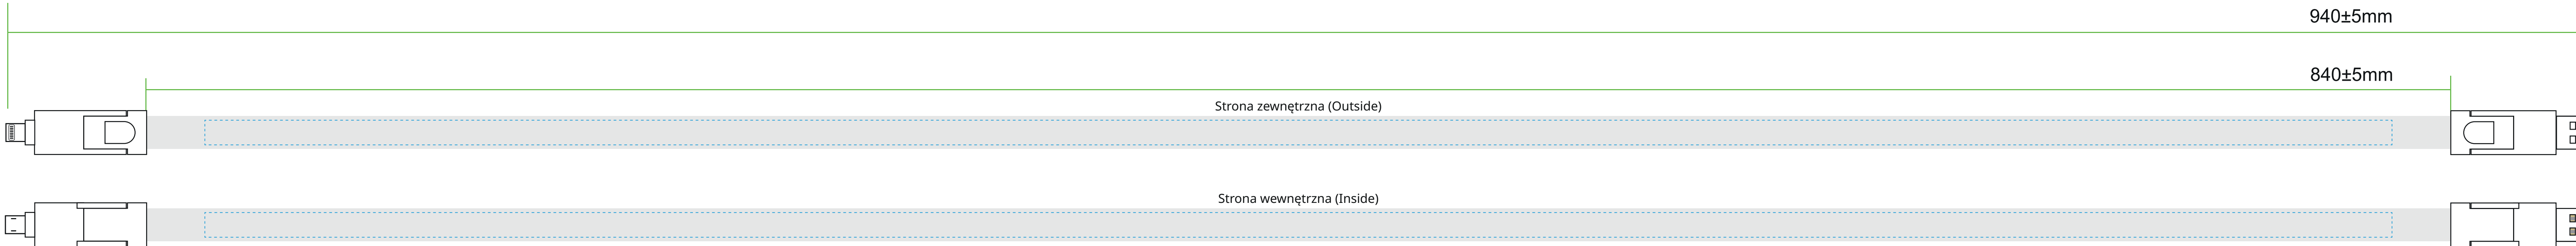 940±5mm
840±5mm
Strona zewnętrzna (Outside)
Strona wewnętrzna (Inside)